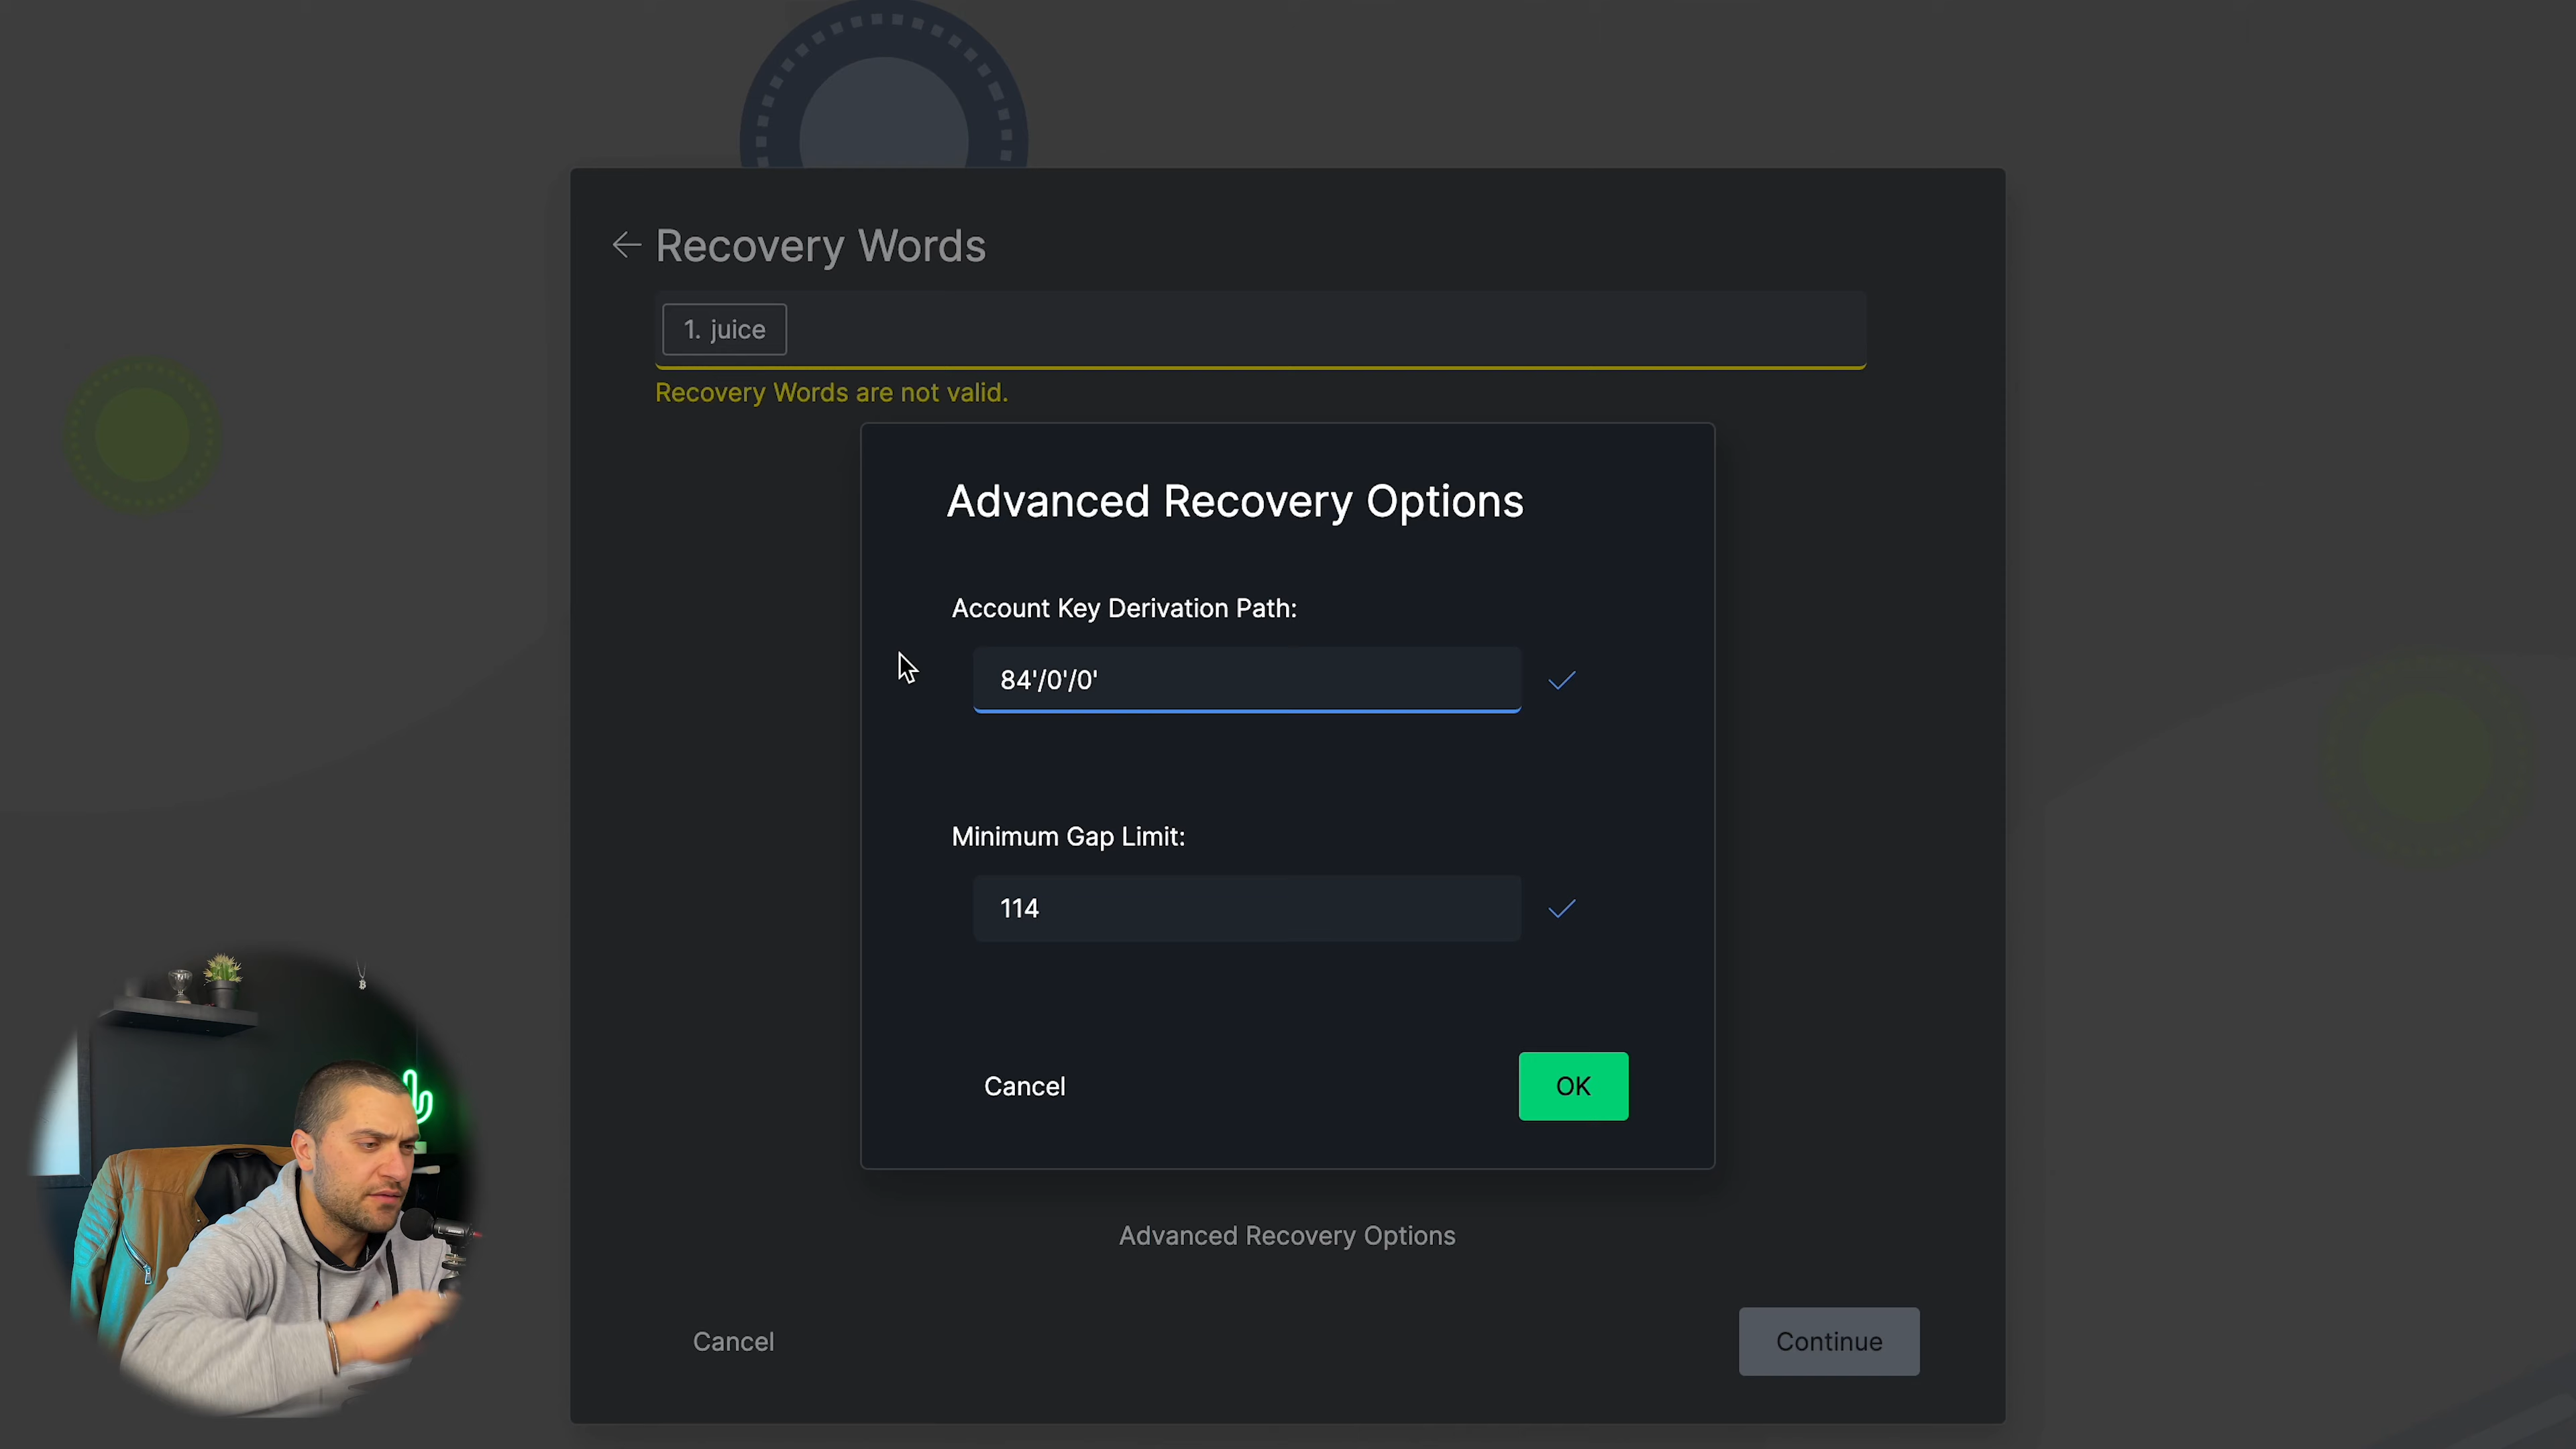 Recovery Words
1. juice
Recovery Words are not valid.
Advanced Recovery Options
Account Key Derivation Path:
84'/0'/0'
Minimum Gap Limit:
114
Cancel
OK
Advanced Recovery Options
Cancel
Continue